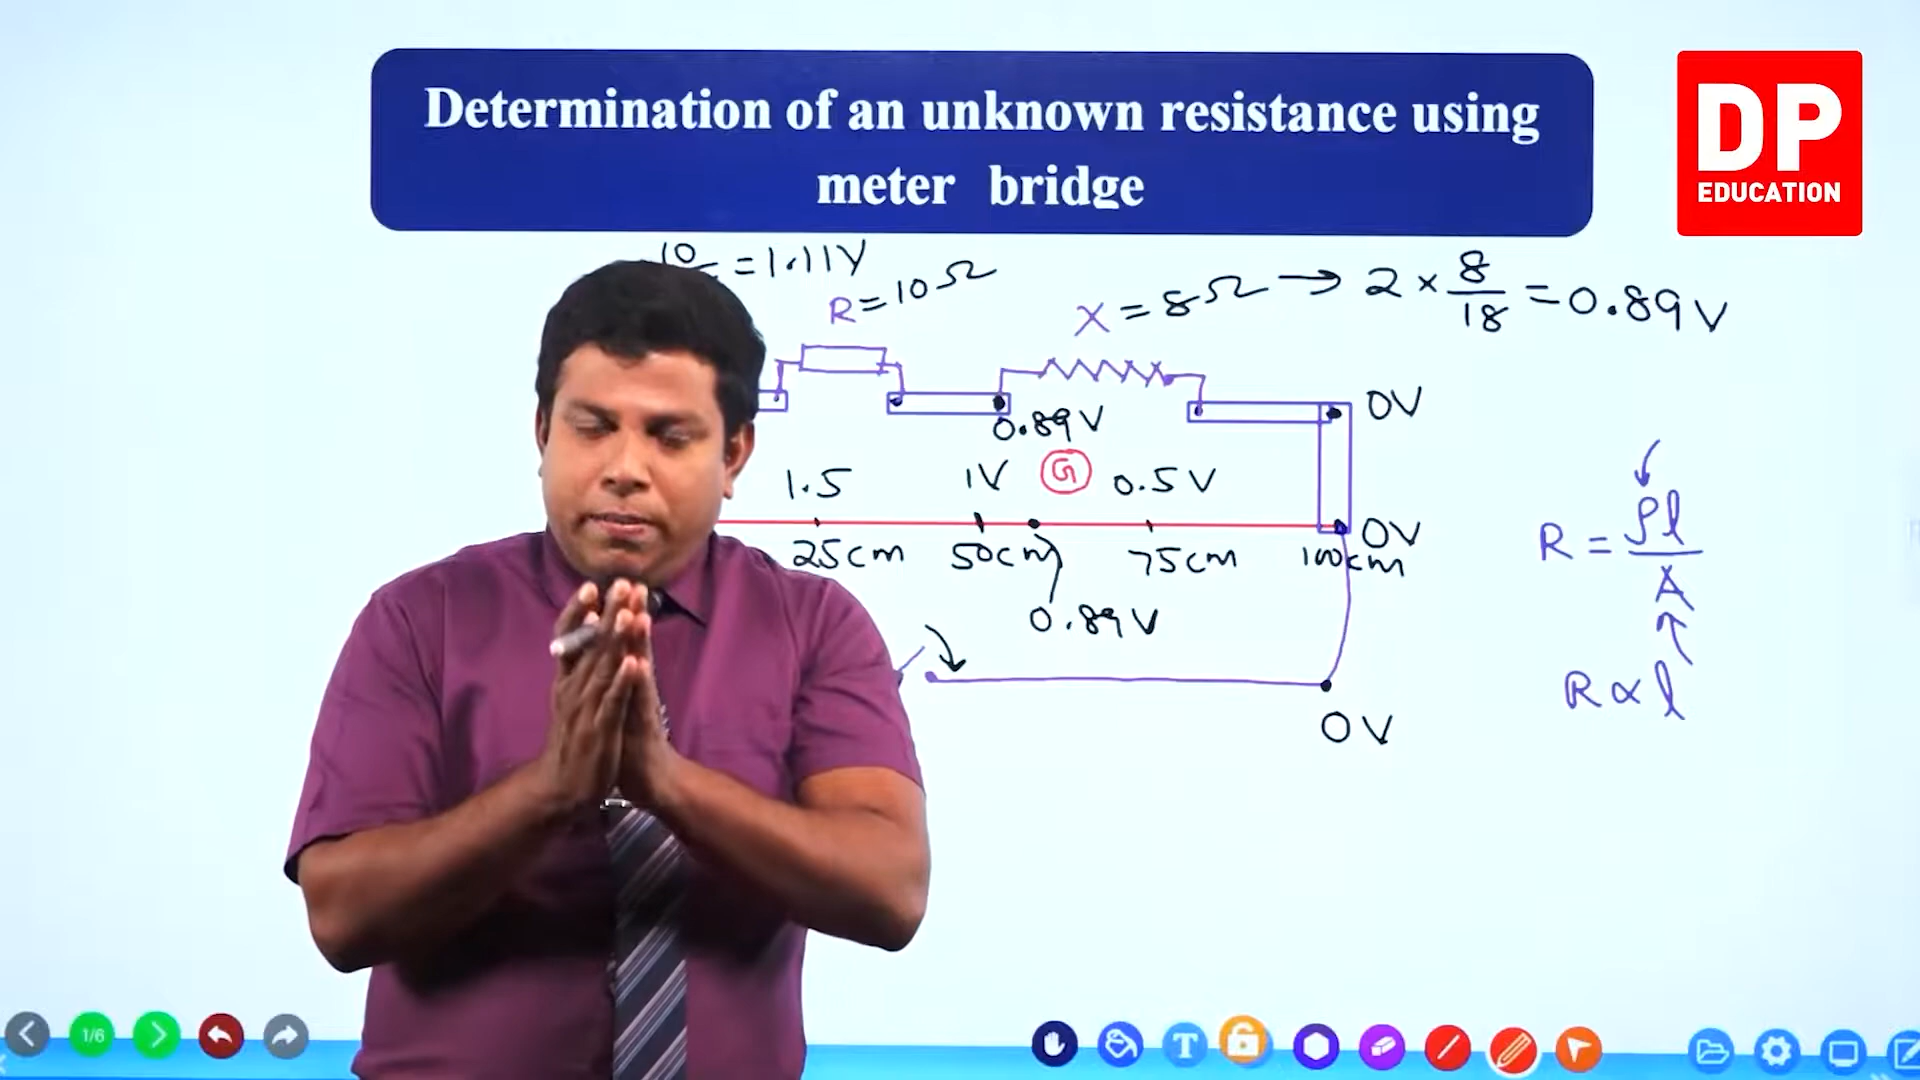 Determination of an unknown resistance using
meter bridge
DP
EDUCATION
10
= 1.11V
R = 10Ω
X = 8Ω → 2 × 8/18 = 0.89V
0V
0.89V
1.5
1V
G
0.5V
0V
25cm
50cm
75cm
100cm
0.89V
0V
R = ρl/A
R ∝ l
1/6
T